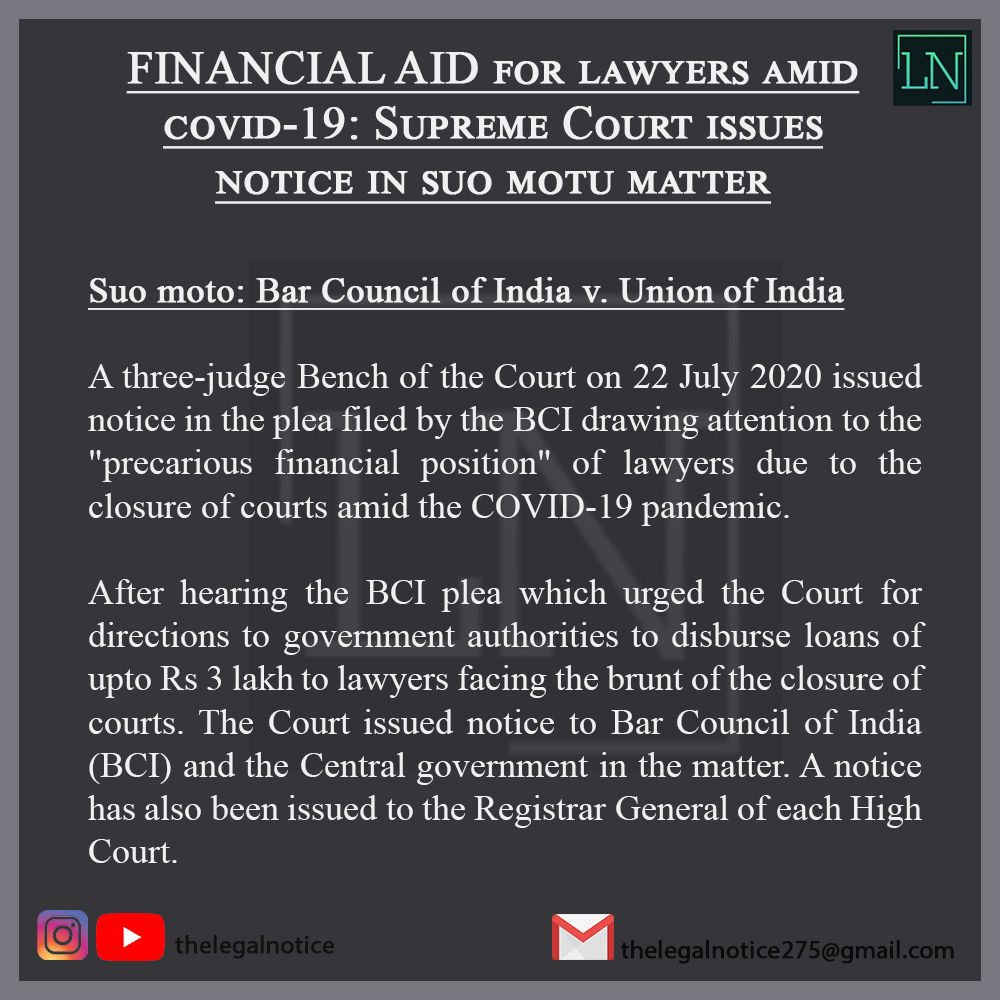 LN
FINANCIAL AID FOR LAWYERS AMID
COVID-19: SUPREME COURT ISSUES
NOTICE IN SUO MOTU MATTER
Suo moto: Bar Council of India v. Union of India
A three-judge Bench of the Court on 22 July 2020 issued
notice in the plea filed by the BCI drawing attention to the
"precarious financial position" of lawyers due to the
closure of courts amid the COVID-19 pandemic.
After hearing the BCI plea which urged the Court for
directions to government authorities to disburse loans of
upto Rs 3 lakh to lawyers facing the brunt of the closure of
courts. The Court issued notice to Bar Council of India
(BCI) and the Central government in the matter. A notice
has also been issued to the Registrar General of each High
Court.
thelegalnotice
thelegalnotice275@gmail.com